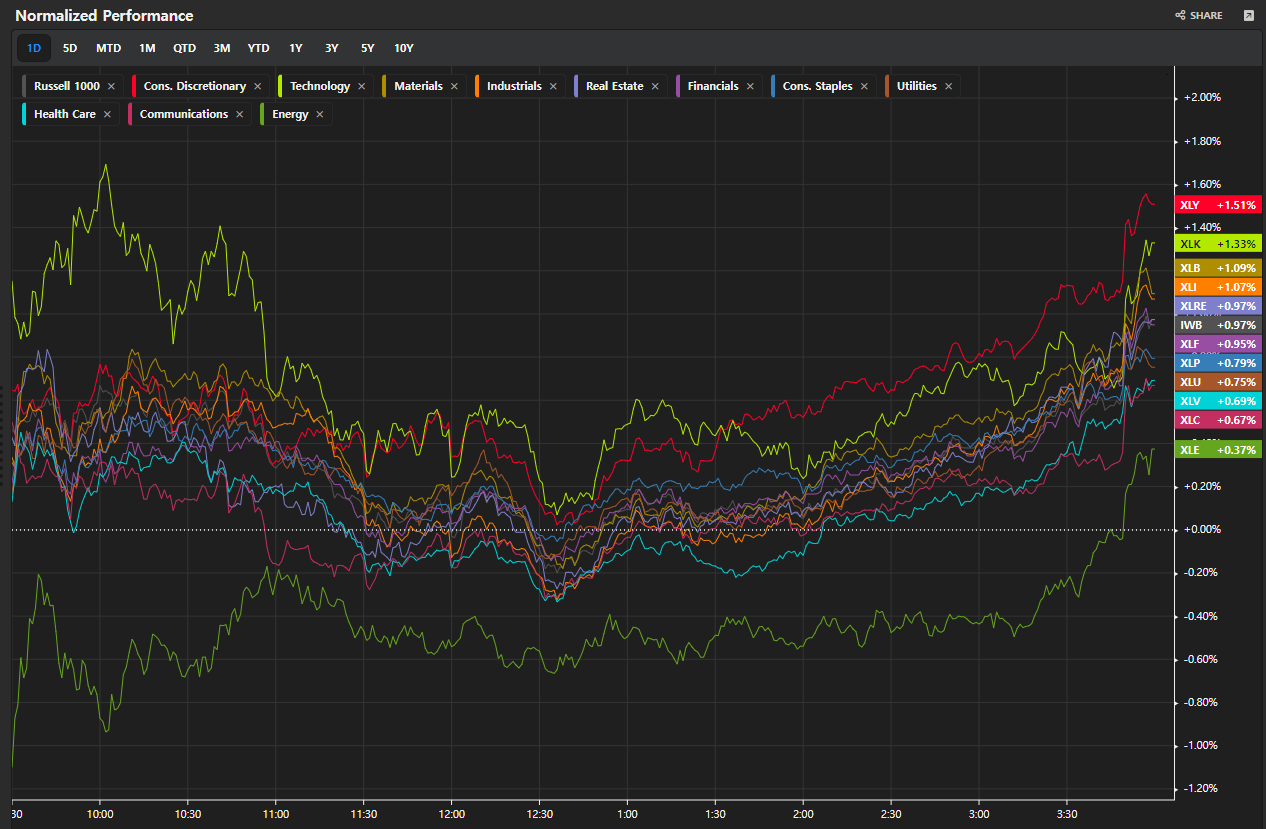 Normalized Performance
SHARE
1D 5D MTD 1M QTD 3M YTD 1Y 3Y 5Y 10Y
Russell 1000 × Cons. Discretionary × Technology × Materials × Industrials × Real Estate × Financials × Cons. Staples × Utilities ×
Health Care × Communications × Energy ×
+2.00%
+1.80%
+1.60%
XLY +1.51%
+1.40%
XLK +1.33%
XLB +1.09%
XLI +1.07%
XLRE +0.97%
IWB +0.97%
XLF +0.95%
XLP +0.79%
XLU +0.75%
XLV +0.69%
XLC +0.67%
XLE +0.37%
+0.20%
+0.00%
-0.20%
-0.40%
-0.60%
-0.80%
-1.00%
-1.20%
:30 10:00 10:30 11:00 11:30 12:00 12:30 1:00 1:30 2:00 2:30 3:00 3:30